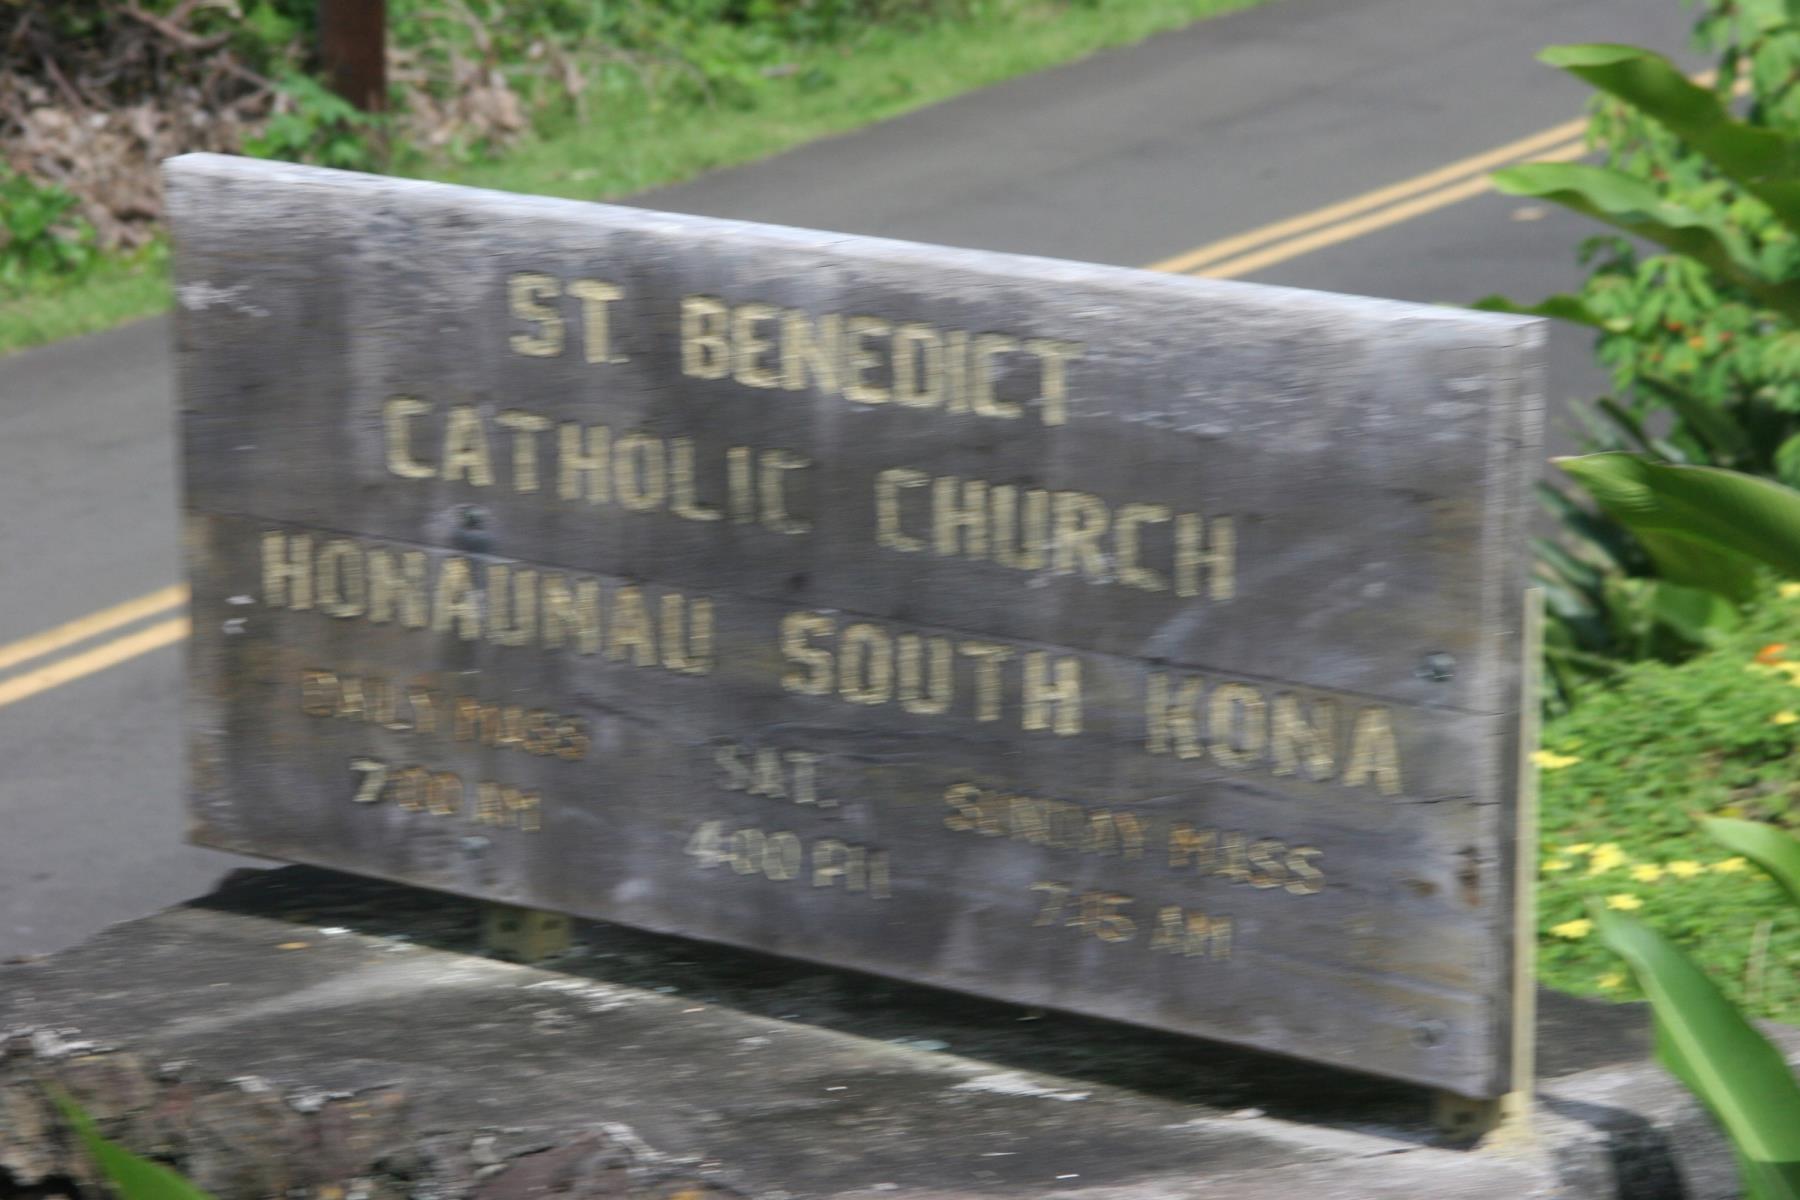 ST. BENEDICT
CATHOLIC CHURCH
HONAUNAU SOUTH KONA
DAILY MASS
7:00 AM
SAT.
4:00 PM
SUNDAY MASS
7:15 AM